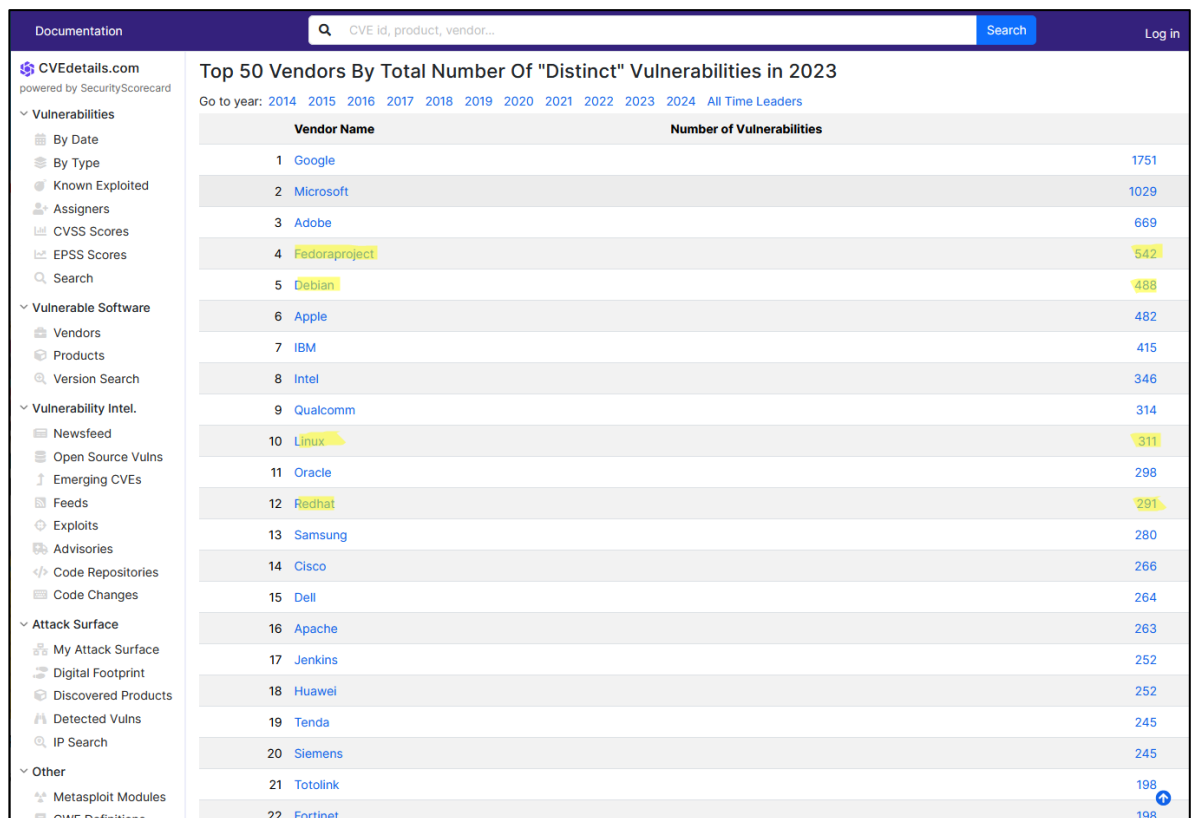 Documentation
CVE id, product, vendor...
Search
Log in
CVEdetails.com
powered by SecurityScorecard
Vulnerabilities
By Date
By Type
Known Exploited
Assigners
CVSS Scores
EPSS Scores
Search
Vulnerable Software
Vendors
Products
Version Search
Vulnerability Intel.
Newsfeed
Open Source Vulns
Emerging CVEs
Feeds
Exploits
Advisories
Code Repositories
Code Changes
Attack Surface
My Attack Surface
Digital Footprint
Discovered Products
Detected Vulns
IP Search
Other
Metasploit Modules
CWE Definitions
Top 50 Vendors By Total Number Of "Distinct" Vulnerabilities in 2023
Go to year: 2014 2015 2016 2017 2018 2019 2020 2021 2022 2023 2024 All Time Leaders
Vendor Name Number of Vulnerabilities
1 Google 1751
2 Microsoft 1029
3 Adobe 669
4 Fedoraproject 542
5 Debian 488
6 Apple 482
7 IBM 415
8 Intel 346
9 Qualcomm 314
10 Linux 311
11 Oracle 298
12 Redhat 291
13 Samsung 280
14 Cisco 266
15 Dell 264
16 Apache 263
17 Jenkins 252
18 Huawei 252
19 Tenda 245
20 Siemens 245
21 Totolink 198
22 Fortinet 198